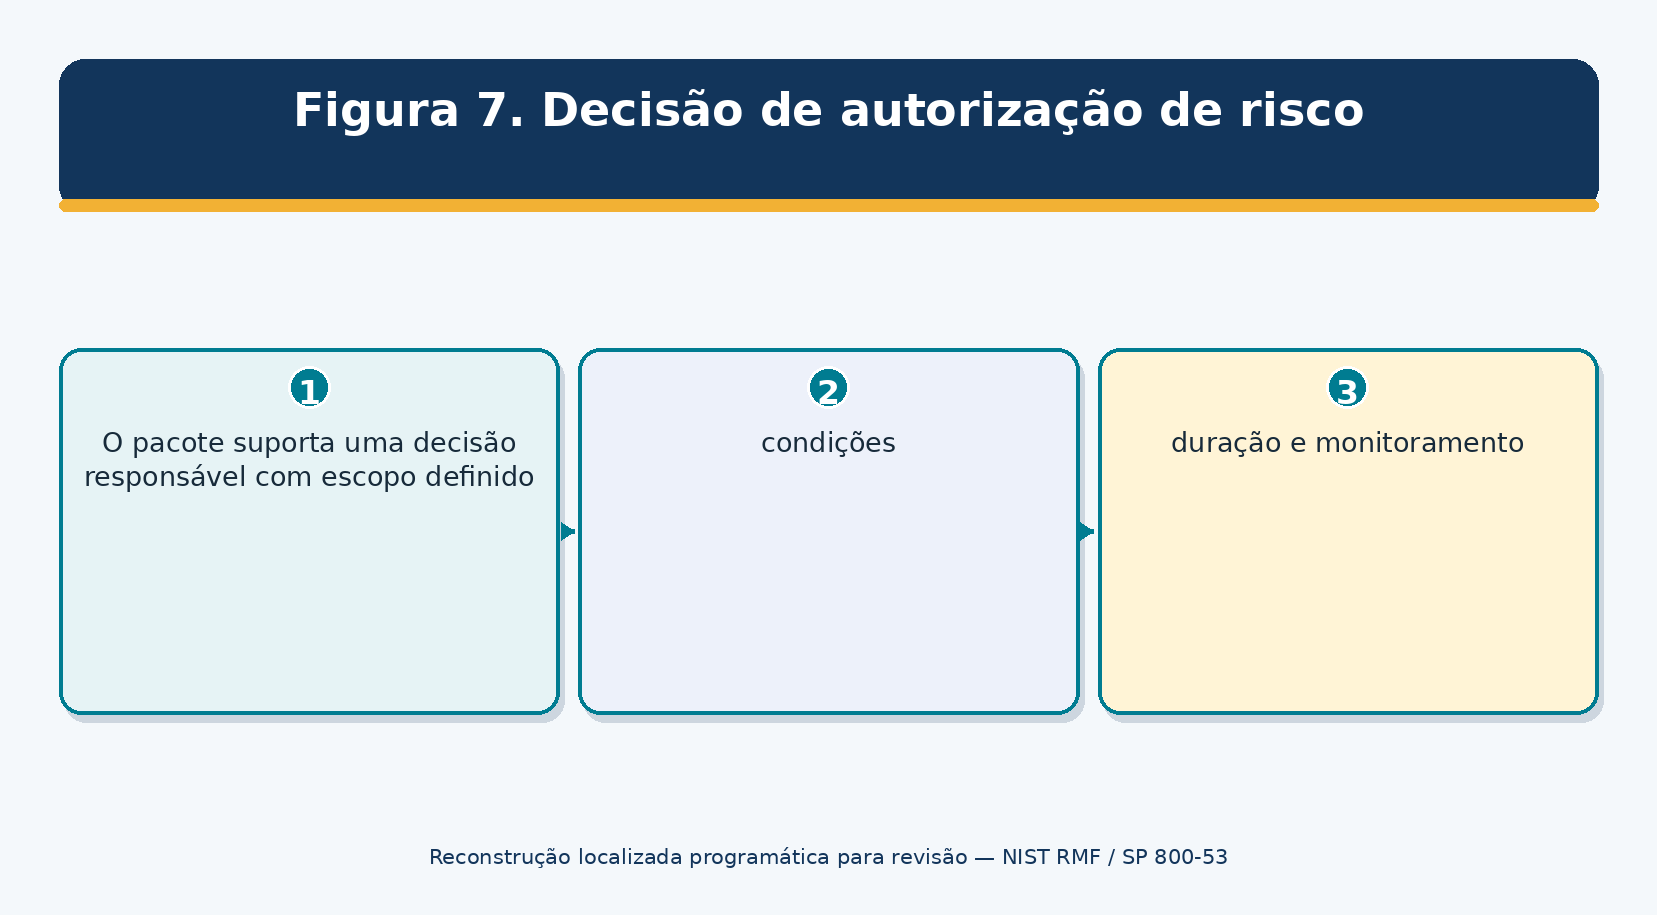 Figura 7. Decisão de autorização de risco
1
O pacote suporta uma decisão
responsável com escopo definido
2
condições
3
duração e monitoramento
Reconstrução localizada programática para revisão — NIST RMF / SP 800-53